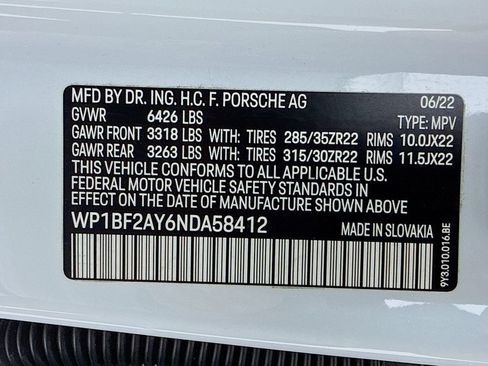 MFD BY DR. ING. H.C. F. PORSCHE AG 06/22
GVWR 6426 LBS TYPE: MPV
GAWR FRONT 3318 LBS WITH: TIRES 285/35ZR22 RIMS 10.0JX22
GAWR REAR 3263 LBS WITH: TIRES 315/30ZR22 RIMS 11.5JX22
THIS VEHICLE CONFORMS TO ALL APPLICABLE U.S.
FEDERAL MOTOR VEHICLE SAFETY STANDARDS IN
EFFECT ON THE DATE OF MANUFACTURE SHOWN ABOVE.
WP1BF2AY6NDA58412 MADE IN SLOVAKIA
9Y3.010.016.BE